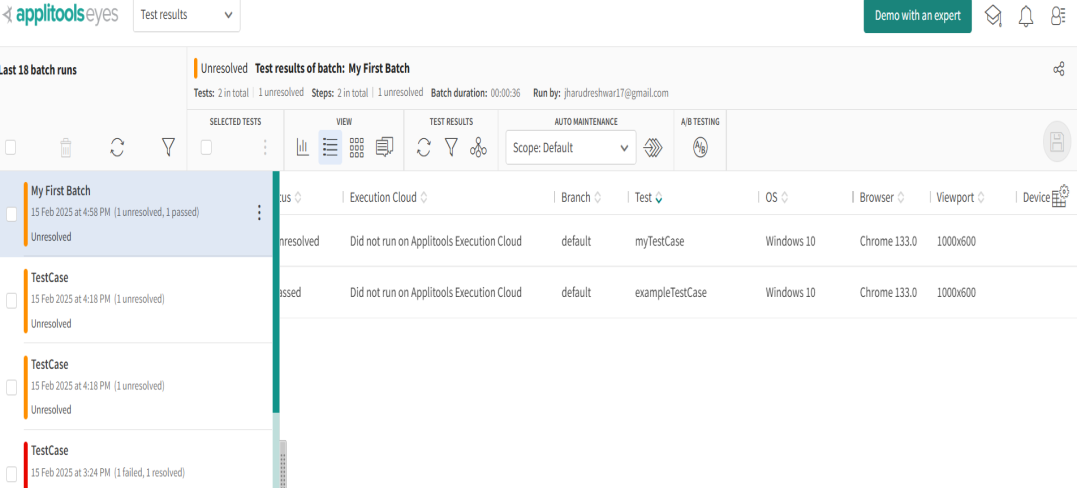 applitools eyes
Test results
Demo with an expert
Last 18 batch runs
Unresolved Test results of batch: My First Batch
Tests: 2 in total | 1 unresolved Steps: 2 in total | 1 unresolved Batch duration: 00:00:36 Run by: jharudreshwar17@gmail.com
SELECTED TESTS
VIEW
TEST RESULTS
AUTO MAINTENANCE
A/B TESTING
Scope: Default
A/B
My First Batch
15 Feb 2025 at 4:58 PM (1 unresolved, 1 passed)
Unresolved
TestCase
15 Feb 2025 at 4:18 PM (1 unresolved)
Unresolved
TestCase
15 Feb 2025 at 4:18 PM (1 unresolved)
Unresolved
TestCase
15 Feb 2025 at 3:24 PM (1 failed, 1 resolved)
tus Execution Cloud Branch Test OS Browser Viewport Device
nresolved Did not run on Applitools Execution Cloud default myTestCase Windows 10 Chrome 133.0 1000x600
assed Did not run on Applitools Execution Cloud default exampleTestCase Windows 10 Chrome 133.0 1000x600